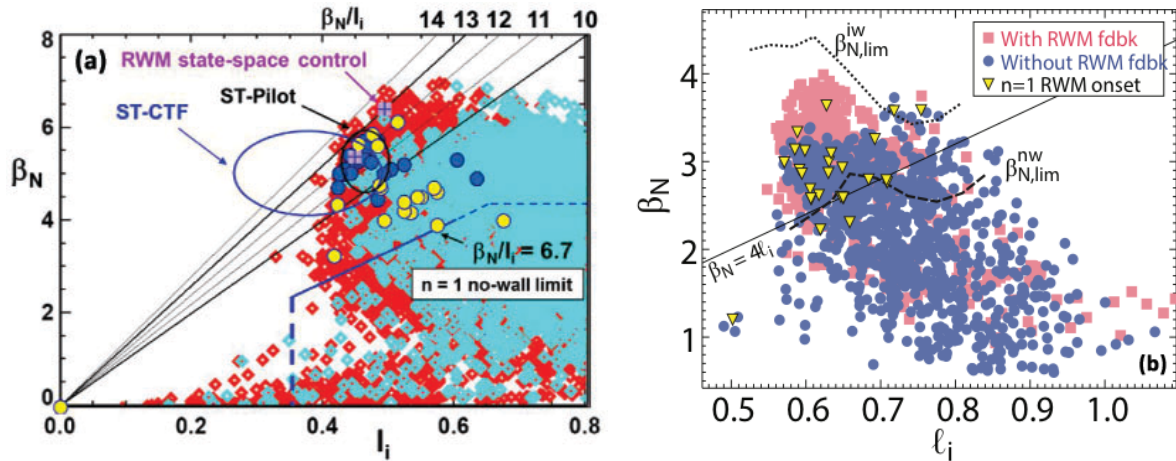 β_N/l_i 14 13 12 11 10
(a)
RWM state-space control
ST-Pilot
ST-CTF
β_N/l_i = 6.7
n = 1 no-wall limit
8
6
4
2
0
β_N
0.0 0.2 0.4 0.6 0.8
l_i
β_N,lim^iw
With RWM fdbk
Without RWM fdbk
n=1 RWM onset
β_N,lim^nw
β_N = 4ℓ_i
(b)
4
3
2
1
β_N
0.5 0.6 0.7 0.8 0.9 1.0
ℓ_i